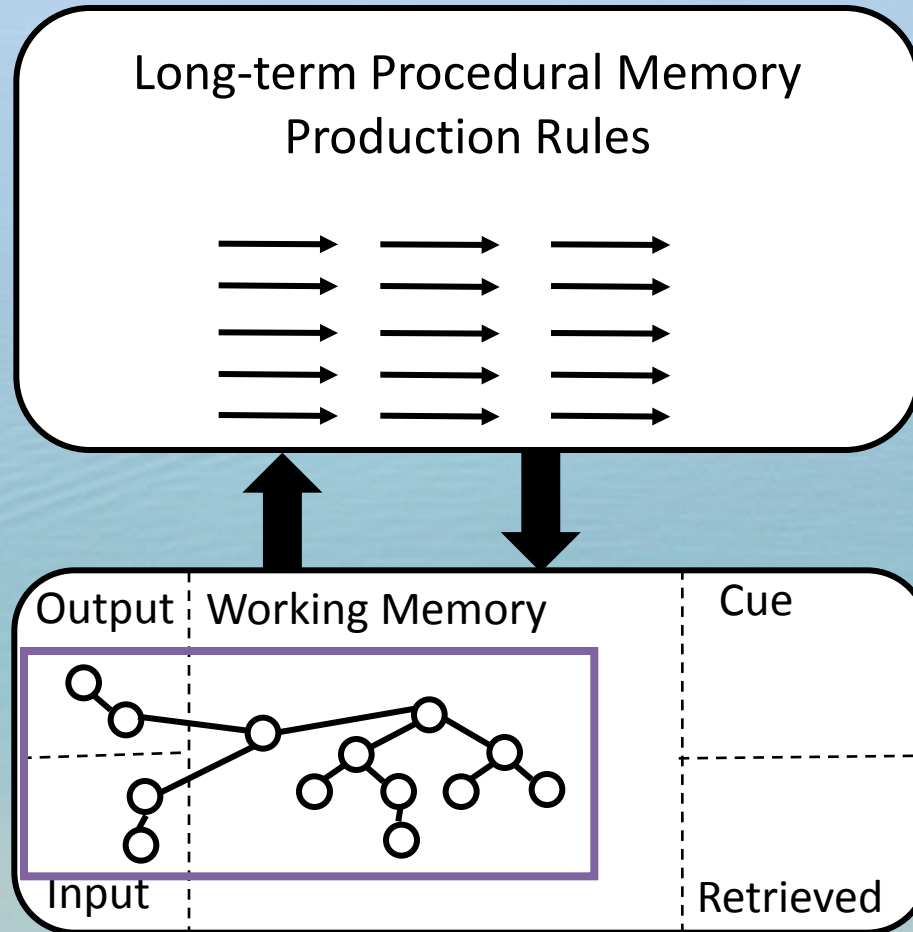 Long-term Procedural Memory
Production Rules
Output
Working Memory
Cue
Input
Retrieved